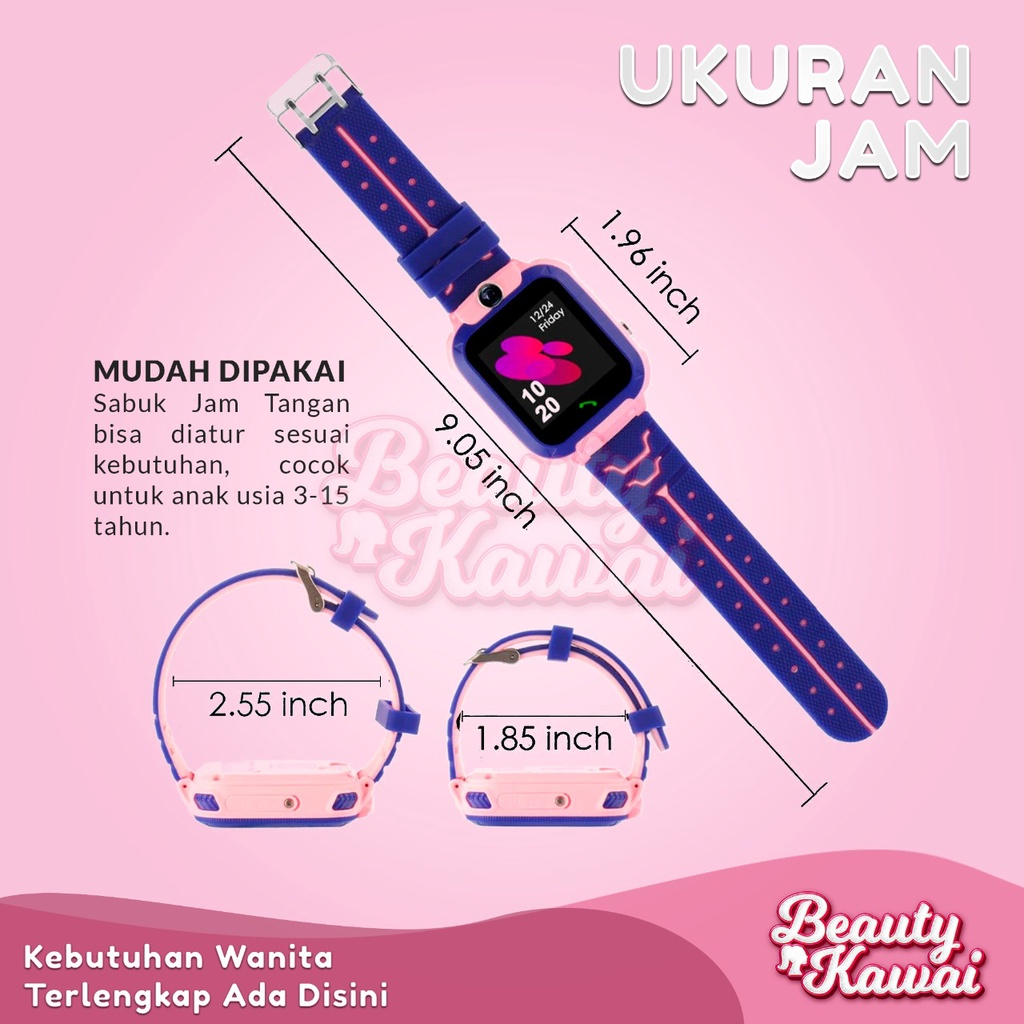 UKURAN
JAM
1.96 inch
12/24
Friday
10
20
9.05 inch
MUDAH DIPAKAI
Sabuk Jam Tangan
bisa diatur sesuai
kebutuhan, cocok
untuk anak usia 3-15
tahun.
Beauty
Kawai
2.55 inch
1.85 inch
Kebutuhan Wanita
Terlengkap Ada Disini
Beauty
Kawai